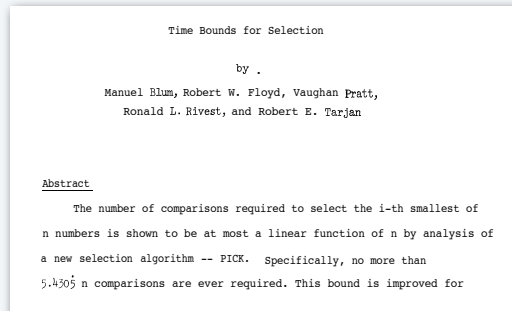 Time Bounds for Selection
by .
Manuel Blum, Robert W. Floyd, Vaughan Pratt,
Ronald L. Rivest, and Robert E. Tarjan
Abstract
The number of comparisons required to select the i-th smallest of
n numbers is shown to be at most a linear function of n by analysis of
a new selection algorithm -- PICK. Specifically, no more than
5.4305 n comparisons are ever required. This bound is improved for